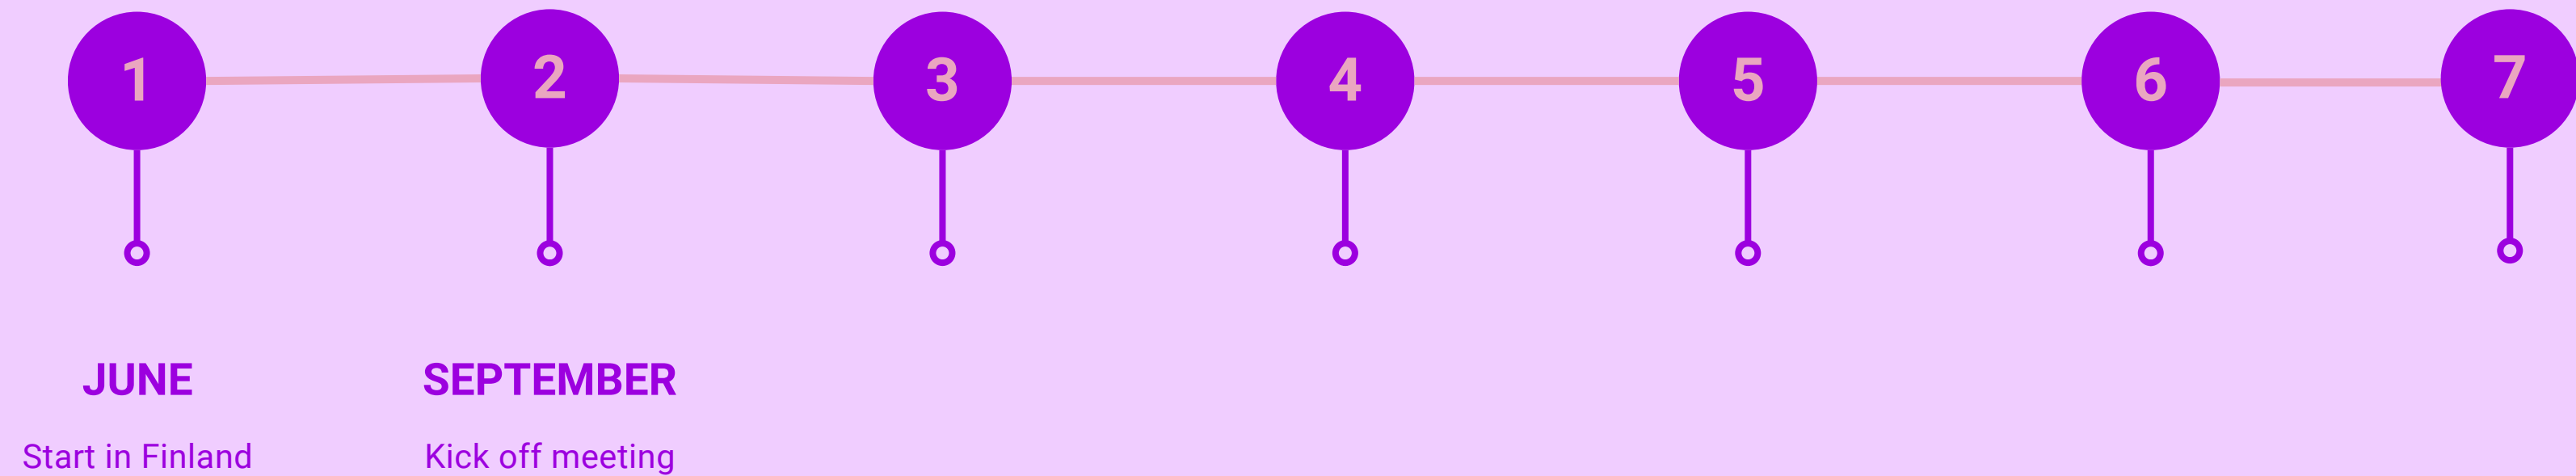 1 2 3 4 5 6 7
JUNE SEPTEMBER
Start in Finland Kick off meeting